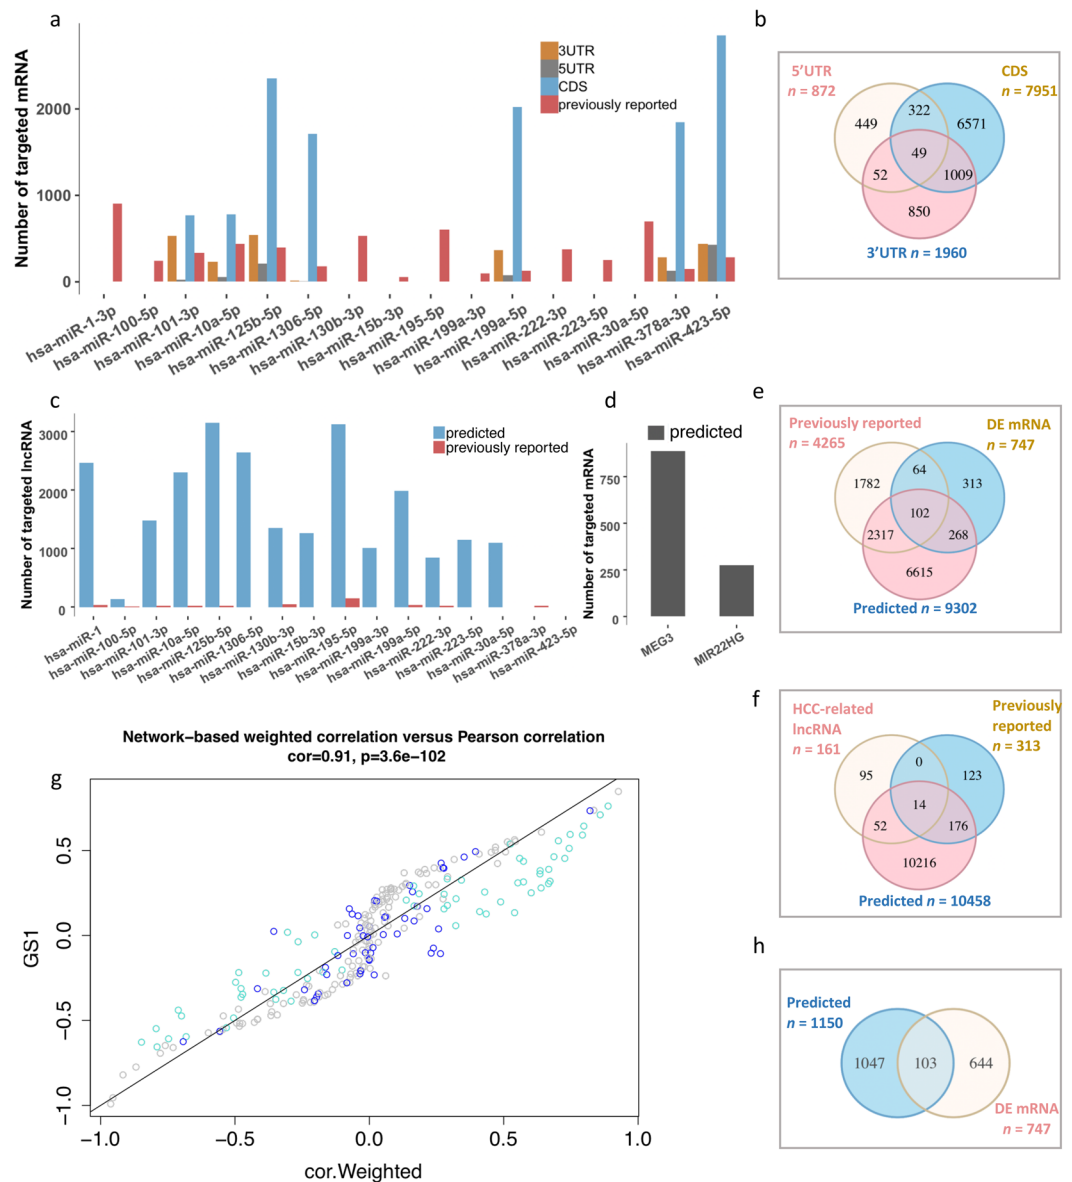 a
Number of targeted mRNA
2000
1000
0
3UTR
5UTR
CDS
previously reported
hsa-miR-1-3p
hsa-miR-100-5p
hsa-miR-101-3p
hsa-miR-10a-5p
hsa-miR-125b-5p
hsa-miR-1306-5p
hsa-miR-130b-3p
hsa-miR-15b-3p
hsa-miR-195-5p
hsa-miR-199a-3p
hsa-miR-199a-5p
hsa-miR-222-3p
hsa-miR-223-5p
hsa-miR-30a-5p
hsa-miR-378a-3p
hsa-miR-423-5p
b
5'UTR
n = 872
CDS
n = 7951
449
322
6571
49
52
1009
850
3'UTR n = 1960
c
Number of targeted lncRNA
3000
2000
1000
0
predicted
previously reported
hsa-miR-1
hsa-miR-100-5p
hsa-miR-101-3p
hsa-miR-10a-5p
hsa-miR-125b-5p
hsa-miR-1306-5p
hsa-miR-130b-3p
hsa-miR-15b-3p
hsa-miR-195-5p
hsa-miR-199a-3p
hsa-miR-199a-5p
hsa-miR-222-3p
hsa-miR-223-5p
hsa-miR-30a-5p
hsa-miR-378a-3p
hsa-miR-423-5p
d
predicted
Number of targeted mRNA
750
500
250
0
MEG3
MIR22HG
e
Previously reported
n = 4265
DE mRNA
n = 747
1782
64
313
102
2317
268
6615
Predicted n = 9302
f
HCC-related
lncRNA
n = 161
Previously
reported
n = 313
95
0
123
14
52
176
10216
Predicted n = 10458
g
Network-based weighted correlation versus Pearson correlation
cor=0.91, p=3.6e-102
GS1
0.5
0.0
-0.5
-1.0
-1.0
-0.5
0.0
0.5
1.0
cor.Weighted
h
Predicted
n = 1150
1047
103
644
DE mRNA
n = 747